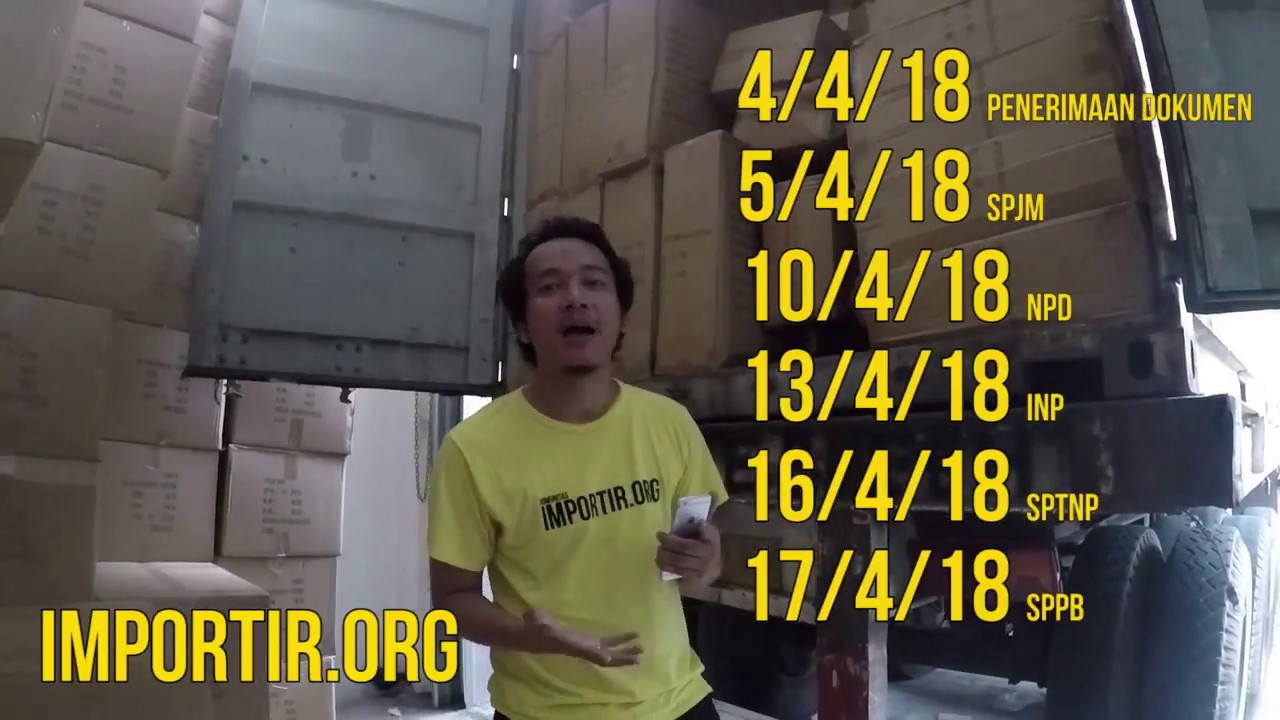 4/4/18 PENERIMAAN DOKUMEN
5/4/18 SPJM
10/4/18 NPD
13/4/18 INP
16/4/18 SPTNP
17/4/18 SPPB
KOMUNITAS
IMPORTIR.ORG
IMPORTIR.ORG